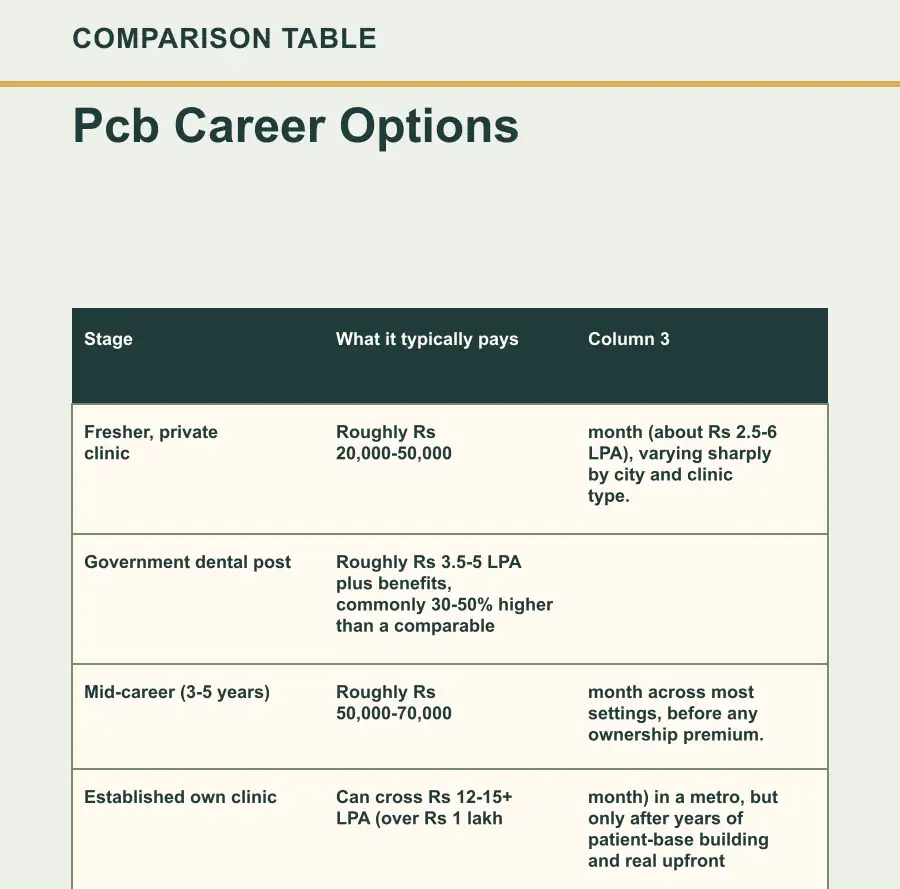 COMPARISON TABLE
Pcb Career Options
Stage
What it typically pays
Column 3
Fresher, private
clinic
Roughly Rs
20,000-50,000
month (about Rs 2.5-6
LPA), varying sharply
by city and clinic
type.
Government dental post
Roughly Rs 3.5-5 LPA
plus benefits,
commonly 30-50% higher
than a comparable
Mid-career (3-5 years)
Roughly Rs
50,000-70,000
month across most
settings, before any
ownership premium.
Established own clinic
Can cross Rs 12-15+
LPA (over Rs 1 lakh
month) in a metro, but
only after years of
patient-base building
and real upfront